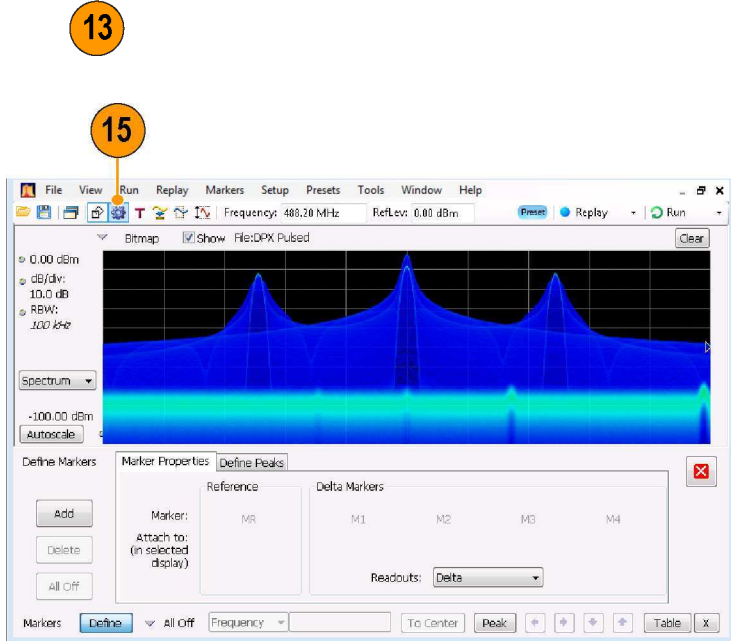 13
15
File View Run Replay Markers Setup Presets Tools Window Help
T Frequency: 488.20 MHz RefLev: 0.00 dBm Preset Replay Run
Bitmap Show File:DPX Pulsed Clear
0.00 dBm
dB/div:
10.0 dB
RBW:
100 kHz
Spectrum
-100.00 dBm
Autoscale
Define Markers Marker Properties Define Peaks
Reference Delta Markers
Add Marker: MR M1 M2 M3 M4
Attach to:
Delete (in selected
display)
All Off Readouts: Delta
Markers Define All Off Frequency To Center Peak Table X